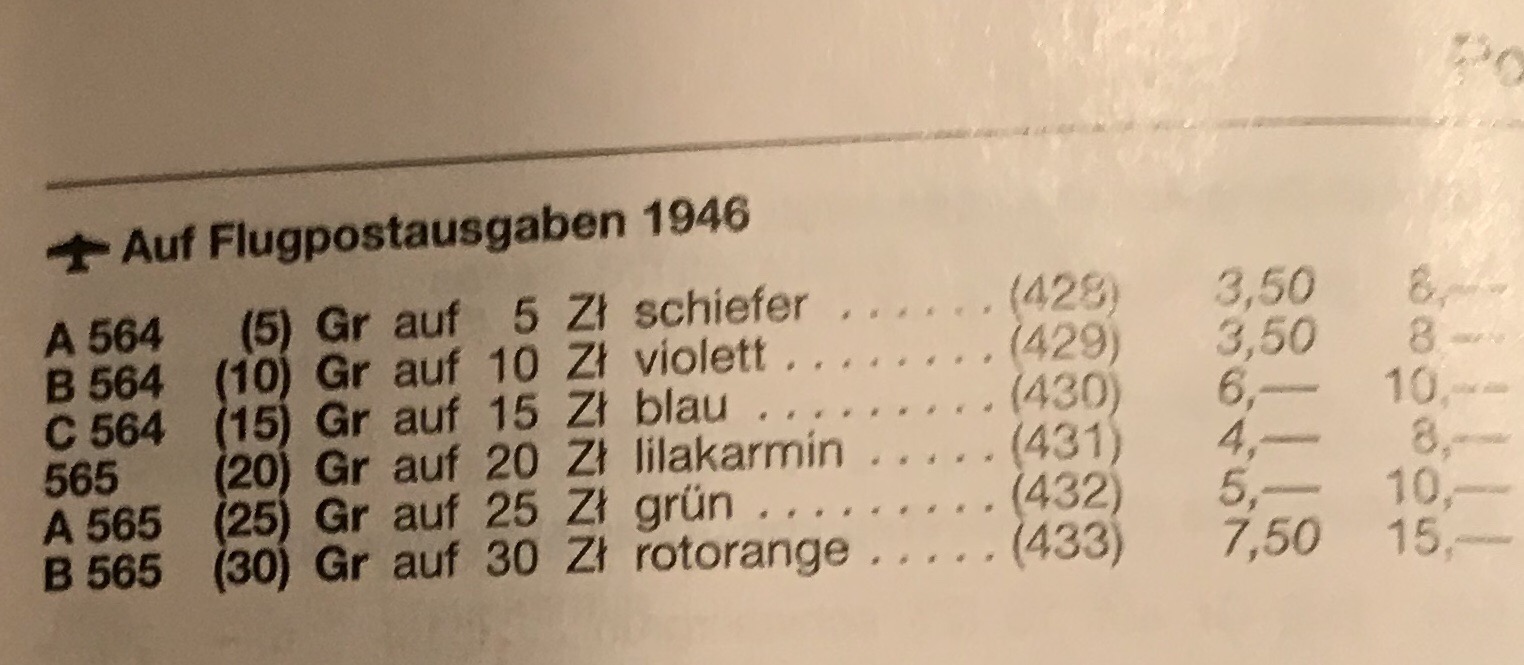 Auf Flugpostausgaben 1946
A 564 (5) Gr auf 5 Zł schiefer ...... (428) 3,50 8,—
B 564 (10) Gr auf 10 Zł violett ........ (429) 3,50 8,—
C 564 (15) Gr auf 15 Zł blau ......... (430) 6,— 10,—
565 (20) Gr auf 20 Zł lilakarmin ..... (431) 4,— 8,—
A 565 (25) Gr auf 25 Zł grün ......... (432) 5,— 10,—
B 565 (30) Gr auf 30 Zł rotorange ..... (433) 7,50 15,—